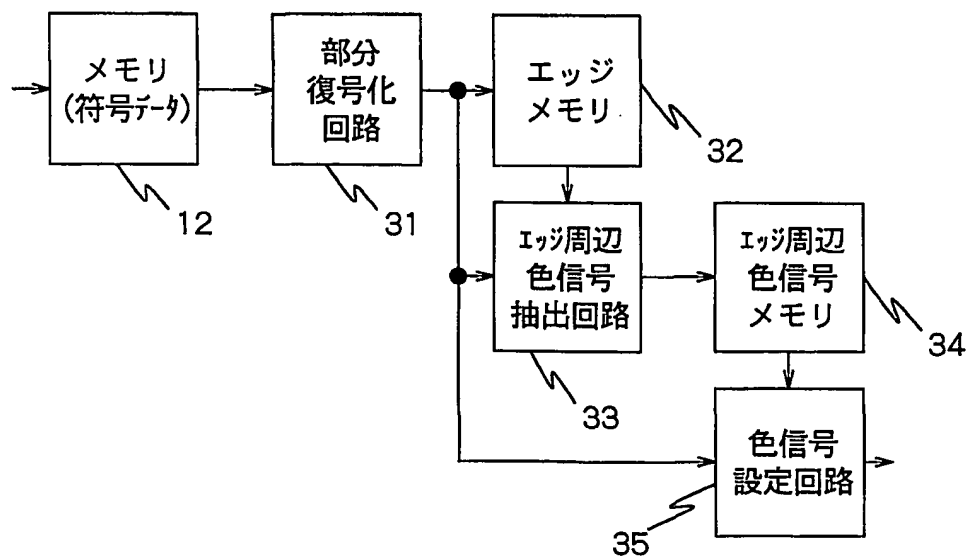 メモリ
(符号ﾃﾞｰﾀ)
12
部分
復号化
回路
31
エッジ
メモリ
32
ｴｯｼﾞ周辺
色信号
抽出回路
33
ｴｯｼﾞ周辺
色信号
メモリ
34
色信号
設定回路
35